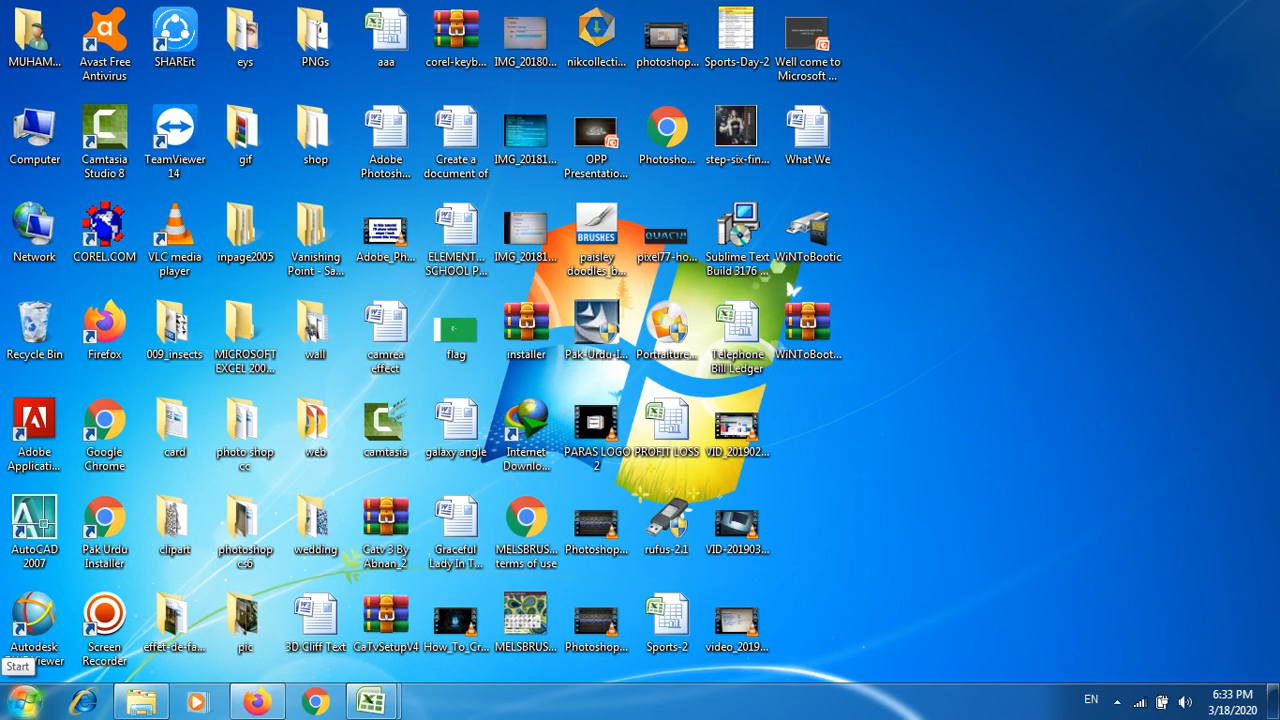 MUHAM...
Avast Free
Antivirus
SHAREit
eys
PNGs
aaa
corel-keyb...
IMG_20180...
nikcollecti...
photoshop...
Sports-Day-2
Well come to
Microsoft ...
Computer
Camtasia
Studio 8
TeamViewer
14
gif
shop
Adobe
Photosh...
Create a
document of
IMG_20181...
OPP
Presentatio...
Photosho...
step-six-fin...
What We
Network
COREL.COM
VLC media
player
inpage2005
Vanishing
Point - Sa...
Adobe_Ph...
ELEMENT...
SCHOOL P...
IMG_20181...
BRUSHES
paisley
doodles_b...
pixel77-ho...
Sublime Text
Build 3176 ...
WiNToBootic
Recycle Bin
Firefox
009_insects
MICROSOFT
EXCEL 200...
wall
camrea
effect
flag
installer
Pak-Urdu-I...
Portraiture...
Telephone
Bill Ledger
WiNToBoot...
Adobe
Applicati...
Google
Chrome
card
photo shop
cc
web
camtasia
galaxy angle
Internet
Downlo...
PARAS LOGO
2
PROFIT LOSS
VID_201902...
AutoCAD
2007
Pak Urdu
Installer
clipart
photoshop
cs6
wedding
Catv 3 By
Abnan_2
Graceful
Lady In T...
MELSBRUS...
terms of use
Photoshop...
rufus-2.1
VID-201903...
Autodesk
Screen
Recorder
effet-de-fa...
pic
3D Cliff Text
CaTvSetupV4
How_To_Cr...
MELSBRUS...
Photoshop...
Sports-2
video_2019...
Start
EN
6:33 PM
3/18/2020